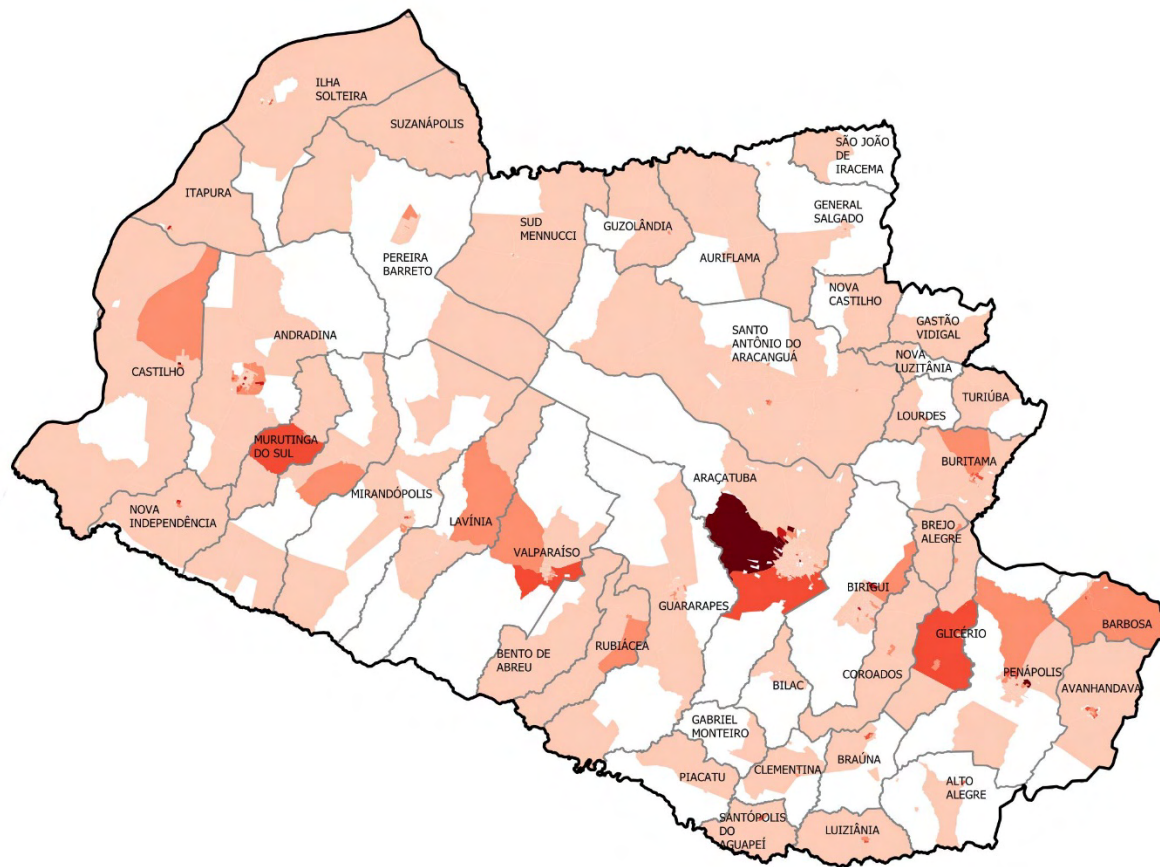 ILHA
SOLTEIRA
SUZANÁPOLIS
SÃO JOÃO
DE
IRACEMA
ITAPURA
GENERAL
SALGADO
SUD
MENNUCCI
GUZOLÂNDIA
PEREIRA
BARRETO
AURIFLAMA
NOVA
CASTILHO
GASTÃO
VIDIGAL
ANDRADINA
SANTO
ANTÔNIO DO
ARACANGUÁ
NOVA
LUZITÂNIA
CASTILHO
TURIÚBA
LOURDES
MURUTINGA
DO SUL
BURITAMA
ARAÇATUBA
MIRANDÓPOLIS
NOVA
INDEPENDÊNCIA
LAVÍNIA
BREJO
ALEGRE
VALPARAÍSO
BIRIGUI
GUARARAPES
BARBOSA
GLICÉRIO
RUBIÁCEA
BENTO DE
ABREU
COROADOS
PENÁPOLIS
BILAC
AVANHANDAVA
GABRIEL
MONTEIRO
BRAÚNA
CLEMENTINA
PIACATU
ALTO
ALEGRE
SANTÓPOLIS
DO
AGUAPEÍ
LUIZIÂNIA